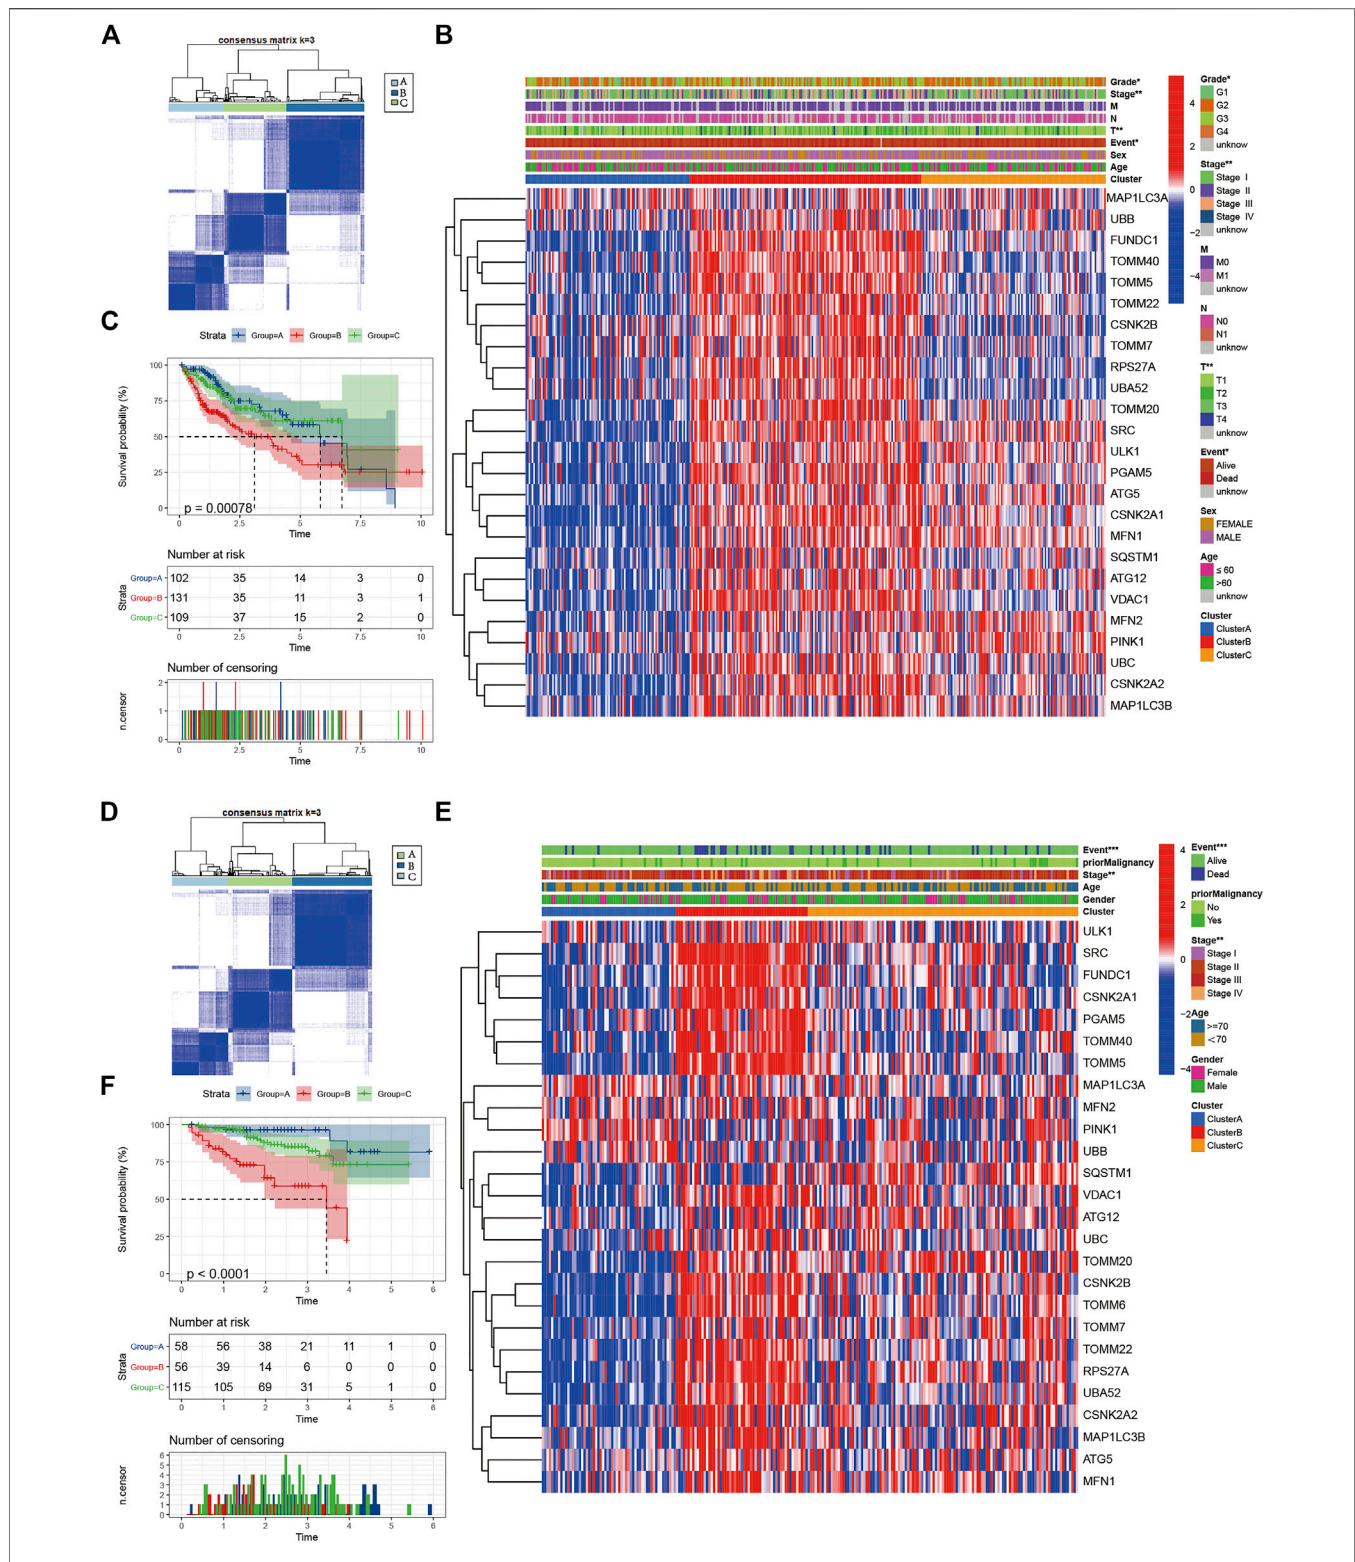 A
consensus matrix k=3
A
B
C
B
Grade*
Stage**
M
N
T**
Event*
Sex
Age
Cluster
MAP1LC3A
UBB
FUNDC1
TOMM40
TOMM5
TOMM22
CSNK2B
TOMM7
RPS27A
UBA52
TOMM20
SRC
ULK1
PGAM5
ATG5
CSNK2A1
MFN1
SQSTM1
ATG12
VDAC1
MFN2
PINK1
UBC
CSNK2A2
MAP1LC3B
4
2
0
−2
−4
Grade*
G1
G2
G3
G4
unknow
Stage**
Stage I
Stage II
Stage III
Stage IV
unknow
M
M0
M1
unknow
N
N0
N1
unknow
T**
T1
T2
T3
T4
unknow
Event*
Alive
Dead
unknow
Sex
FEMALE
MALE
Age
≤ 60
>60
unknow
Cluster
ClusterA
ClusterB
ClusterC
C
Strata Group=A Group=B Group=C
Survival probability (%)
100
75
50
25
0
p = 0.00078
0 2.5 5 7.5 10
Time
Number at risk
Strata
Group=A 102 35 14 3 0
Group=B 131 35 11 3 1
Group=C 109 37 15 2 0
0 2.5 5 7.5 10
Time
Number of censoring
n.censor
2
1
0
0 2.5 5 7.5 10
Time
D
consensus matrix k=3
A
B
C
E
Event***
priorMalignancy
Stage**
Age
Gender
Cluster
ULK1
SRC
FUNDC1
CSNK2A1
PGAM5
TOMM40
TOMM5
MAP1LC3A
MFN2
PINK1
UBB
SQSTM1
VDAC1
ATG12
UBC
TOMM20
CSNK2B
TOMM6
TOMM7
TOMM22
RPS27A
UBA52
CSNK2A2
MAP1LC3B
ATG5
MFN1
4
2
0
−2
−4
Event***
Alive
Dead
priorMalignancy
No
Yes
Stage**
Stage I
Stage II
Stage III
Stage IV
Age
>=70
<70
Gender
Female
Male
Cluster
ClusterA
ClusterB
ClusterC
F
Strata Group=A Group=B Group=C
Survival probability (%)
100
75
50
25
0
p < 0.0001
0 1 2 3 4 5 6
Time
Number at risk
Strata
Group=A 58 56 38 21 11 1 0
Group=B 56 39 14 6 0 0 0
Group=C 115 105 69 31 5 1 0
0 1 2 3 4 5 6
Time
Number of censoring
n.censor
6
5
4
3
2
1
0
0 1 2 3 4 5 6
Time